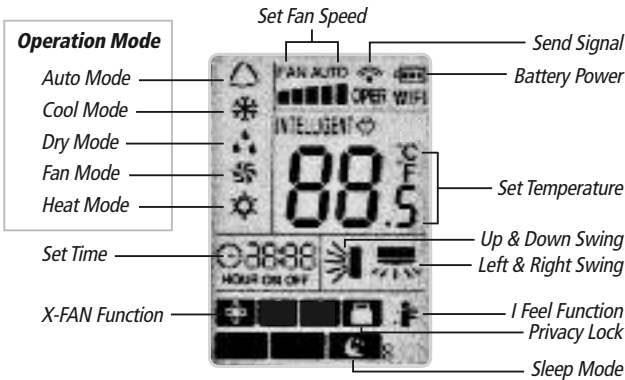 Set Fan Speed
Operation Mode
Auto Mode
Cool Mode
Dry Mode
Fan Mode
Heat Mode
Set Time
X-FAN Function
FAN AUTO
OPER WIFI
INTELLIGENT
88.5
°C
°F
88:88
HOUR ON OFF
Send Signal
Battery Power
Set Temperature
Up & Down Swing
Left & Right Swing
I Feel Function
Privacy Lock
Sleep Mode